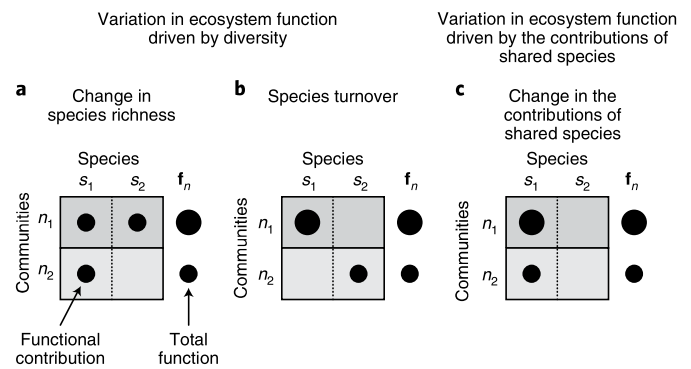 Variation in ecosystem function
driven by diversity
Variation in ecosystem function
driven by the contributions of
shared species
a
Change in
species richness
Species
s1 s2 fn
Communities
n1
n2
Functional
contribution
Total
function
b
Species turnover
Species
s1 s2 fn
Communities
n1
n2
c
Change in the
contributions of
shared species
Species
s1 s2 fn
Communities
n1
n2